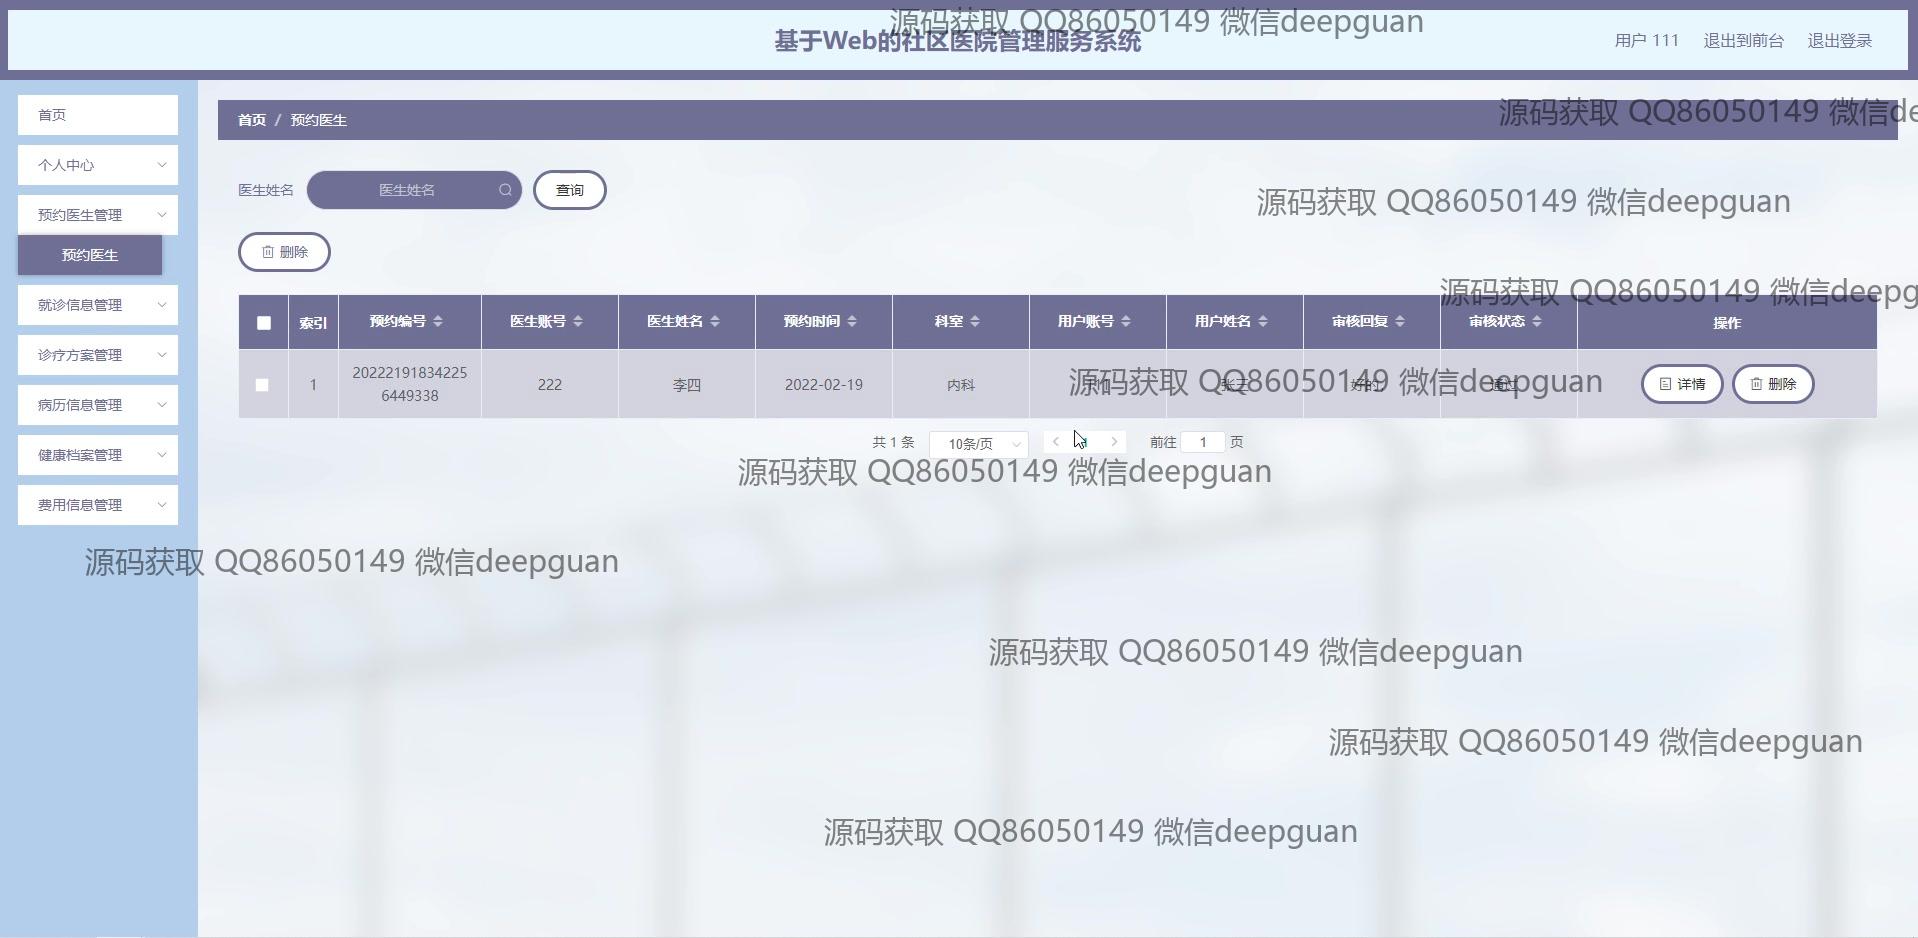 源码获取 QQ86050149 微信deepguan
基于Web的社区医院管理服务系统
用户 111
退出到前台
退出登录
首页
个人中心
预约医生管理
预约医生
就诊信息管理
诊疗方案管理
病历信息管理
健康档案管理
费用信息管理
首页 / 预约医生
源码获取 QQ86050149 微信de
医生姓名 医生姓名 查询
源码获取 QQ86050149 微信deepguan
删除
源码获取 QQ86050149 微信deepg
索引 预约编号 医生账号 医生姓名 预约时间 科室 用户账号 用户姓名 审核回复 审核状态 操作
1 20222191834225
6449338 222 李四 2022-02-19 内科 通过 详情 删除
源码获取 QQ86050149 微信deepguan
共 1 条 10条/页 前往 1 页
源码获取 QQ86050149 微信deepguan
源码获取 QQ86050149 微信deepguan
源码获取 QQ86050149 微信deepguan
源码获取 QQ86050149 微信deepguan
源码获取 QQ86050149 微信deepguan